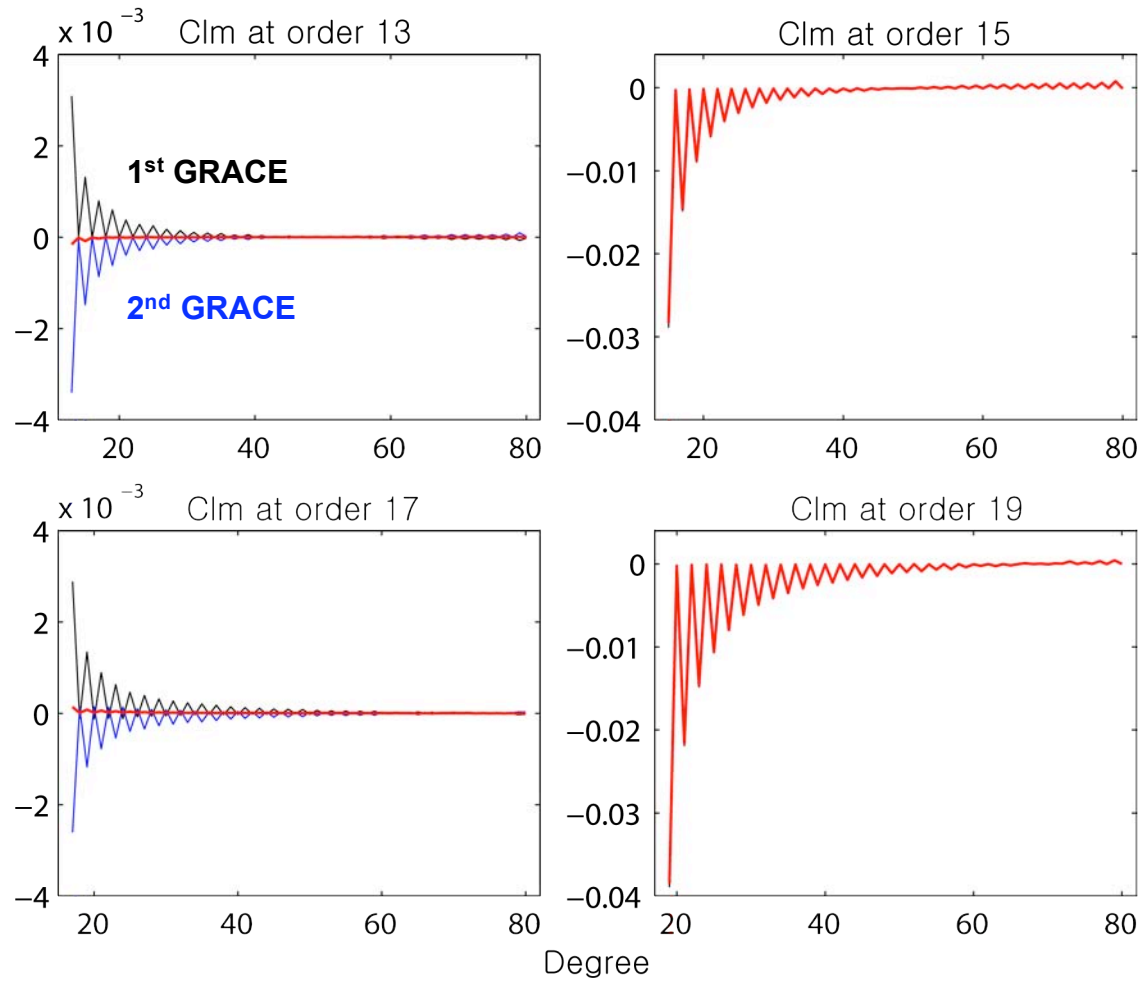 x 10 ⁻³
Clm at order 13
4
2
0
−2
−4
1st GRACE
2nd GRACE
20 40 60 80
Clm at order 15
0
−0.01
−0.02
−0.03
−0.04
20 40 60 80
x 10 ⁻³
Clm at order 17
4
2
0
−2
−4
20 40 60 80
Clm at order 19
0
−0.01
−0.02
−0.03
−0.04
20 40 60 80
Degree